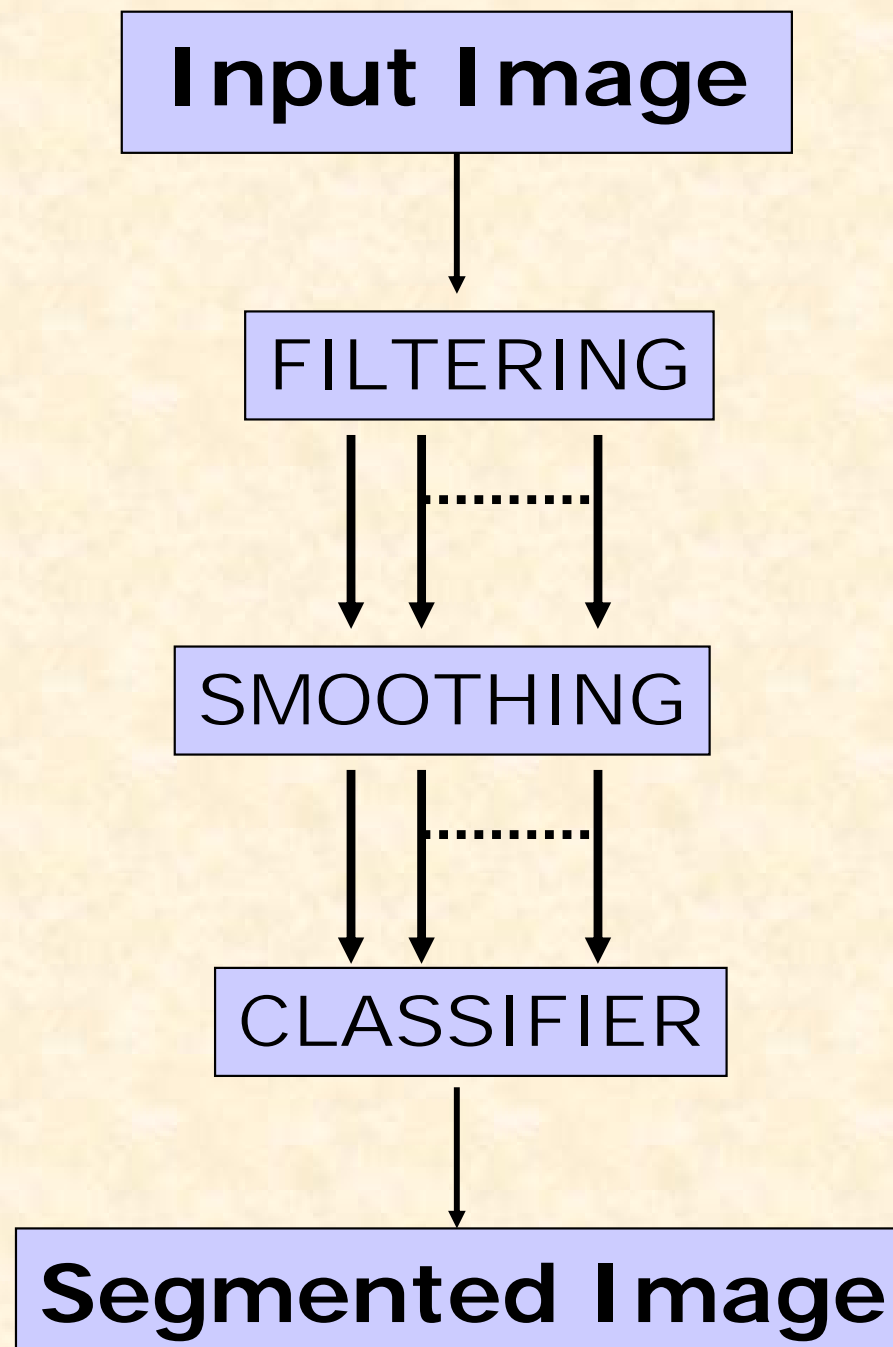 Input Image
FILTERING
SMOOTHING
CLASSIFIER
Segmented Image